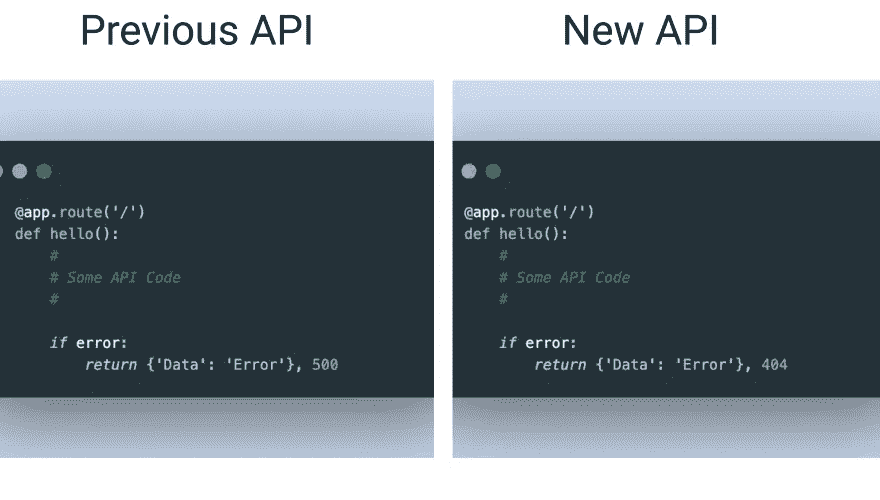 Previous API
@app.route('/')
def hello():
    #
    # Some API Code
    #
    if error:
        return {'Data': 'Error'}, 500
New API
@app.route('/')
def hello():
    #
    # Some API Code
    #
    if error:
        return {'Data': 'Error'}, 404